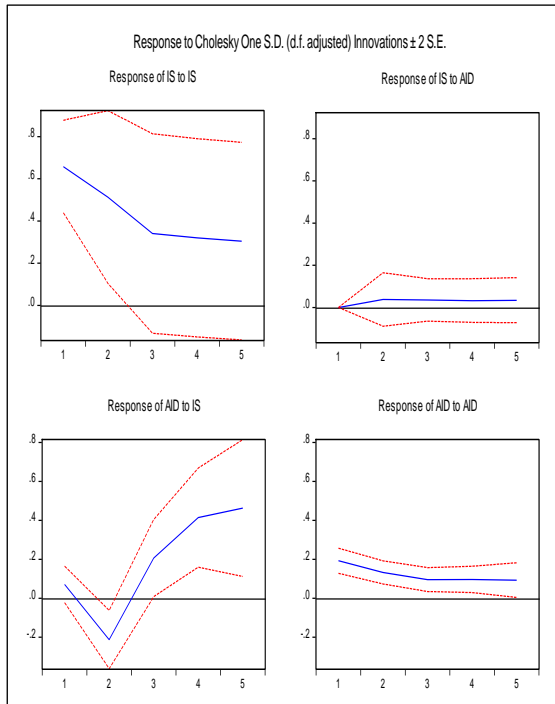 Response to Cholesky One S.D. (d.f. adjusted) Innovations ± 2 S.E.
Response of IS to IS
.8
.6
.4
.2
.0
1 2 3 4 5
Response of IS to AID
.8
.6
.4
.2
.0
1 2 3 4 5
Response of AID to IS
.8
.6
.4
.2
.0
-.2
1 2 3 4 5
Response of AID to AID
.8
.6
.4
.2
.0
-.2
1 2 3 4 5